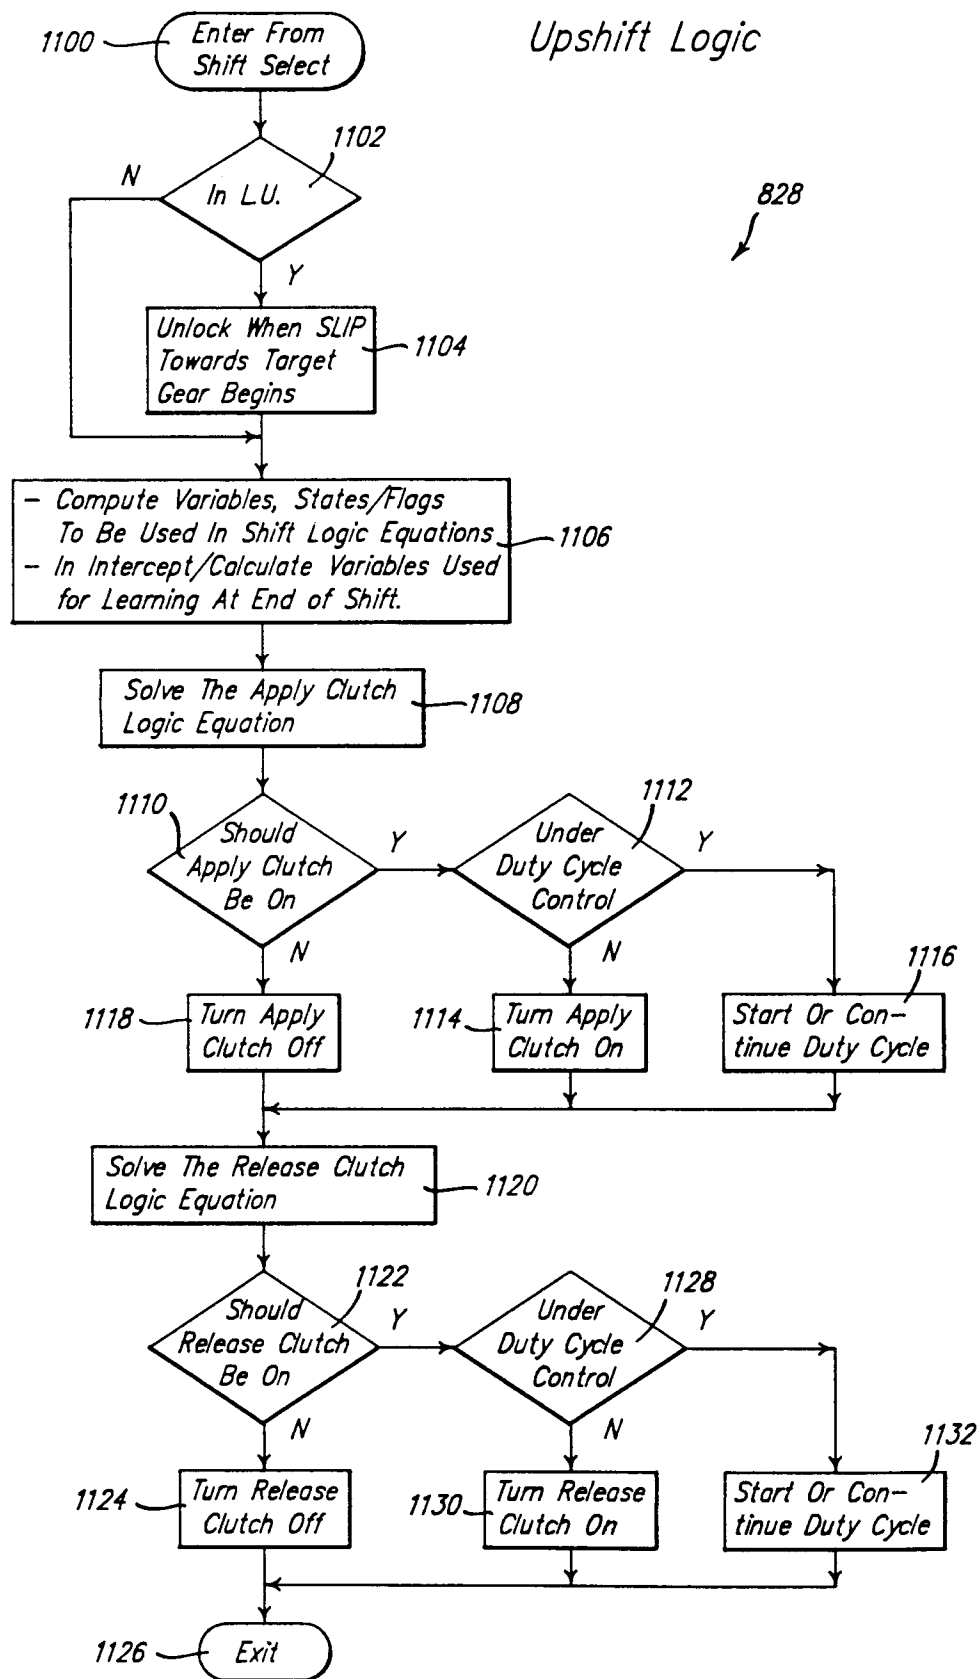 Upshift Logic
1100
Enter From
Shift Select
1102
In L.U.
N
Y
828
Unlock When SLIP
Towards Target
Gear Begins
1104
- Compute Variables, States/Flags
To Be Used In Shift Logic Equations
- In Intercept/Calculate Variables Used
for Learning At End of Shift.
1106
Solve The Apply Clutch
Logic Equation
1108
1110
Should
Apply Clutch
Be On
Y
N
1112
Under
Duty Cycle
Control
Y
N
1118
Turn Apply
Clutch Off
1114
Turn Apply
Clutch On
1116
Start Or Con-
tinue Duty Cycle
Solve The Release Clutch
Logic Equation
1120
1122
Should
Release Clutch
Be On
Y
N
1128
Under
Duty Cycle
Control
Y
N
1124
Turn Release
Clutch Off
1130
Turn Release
Clutch On
1132
Start Or Con-
tinue Duty Cycle
1126
Exit